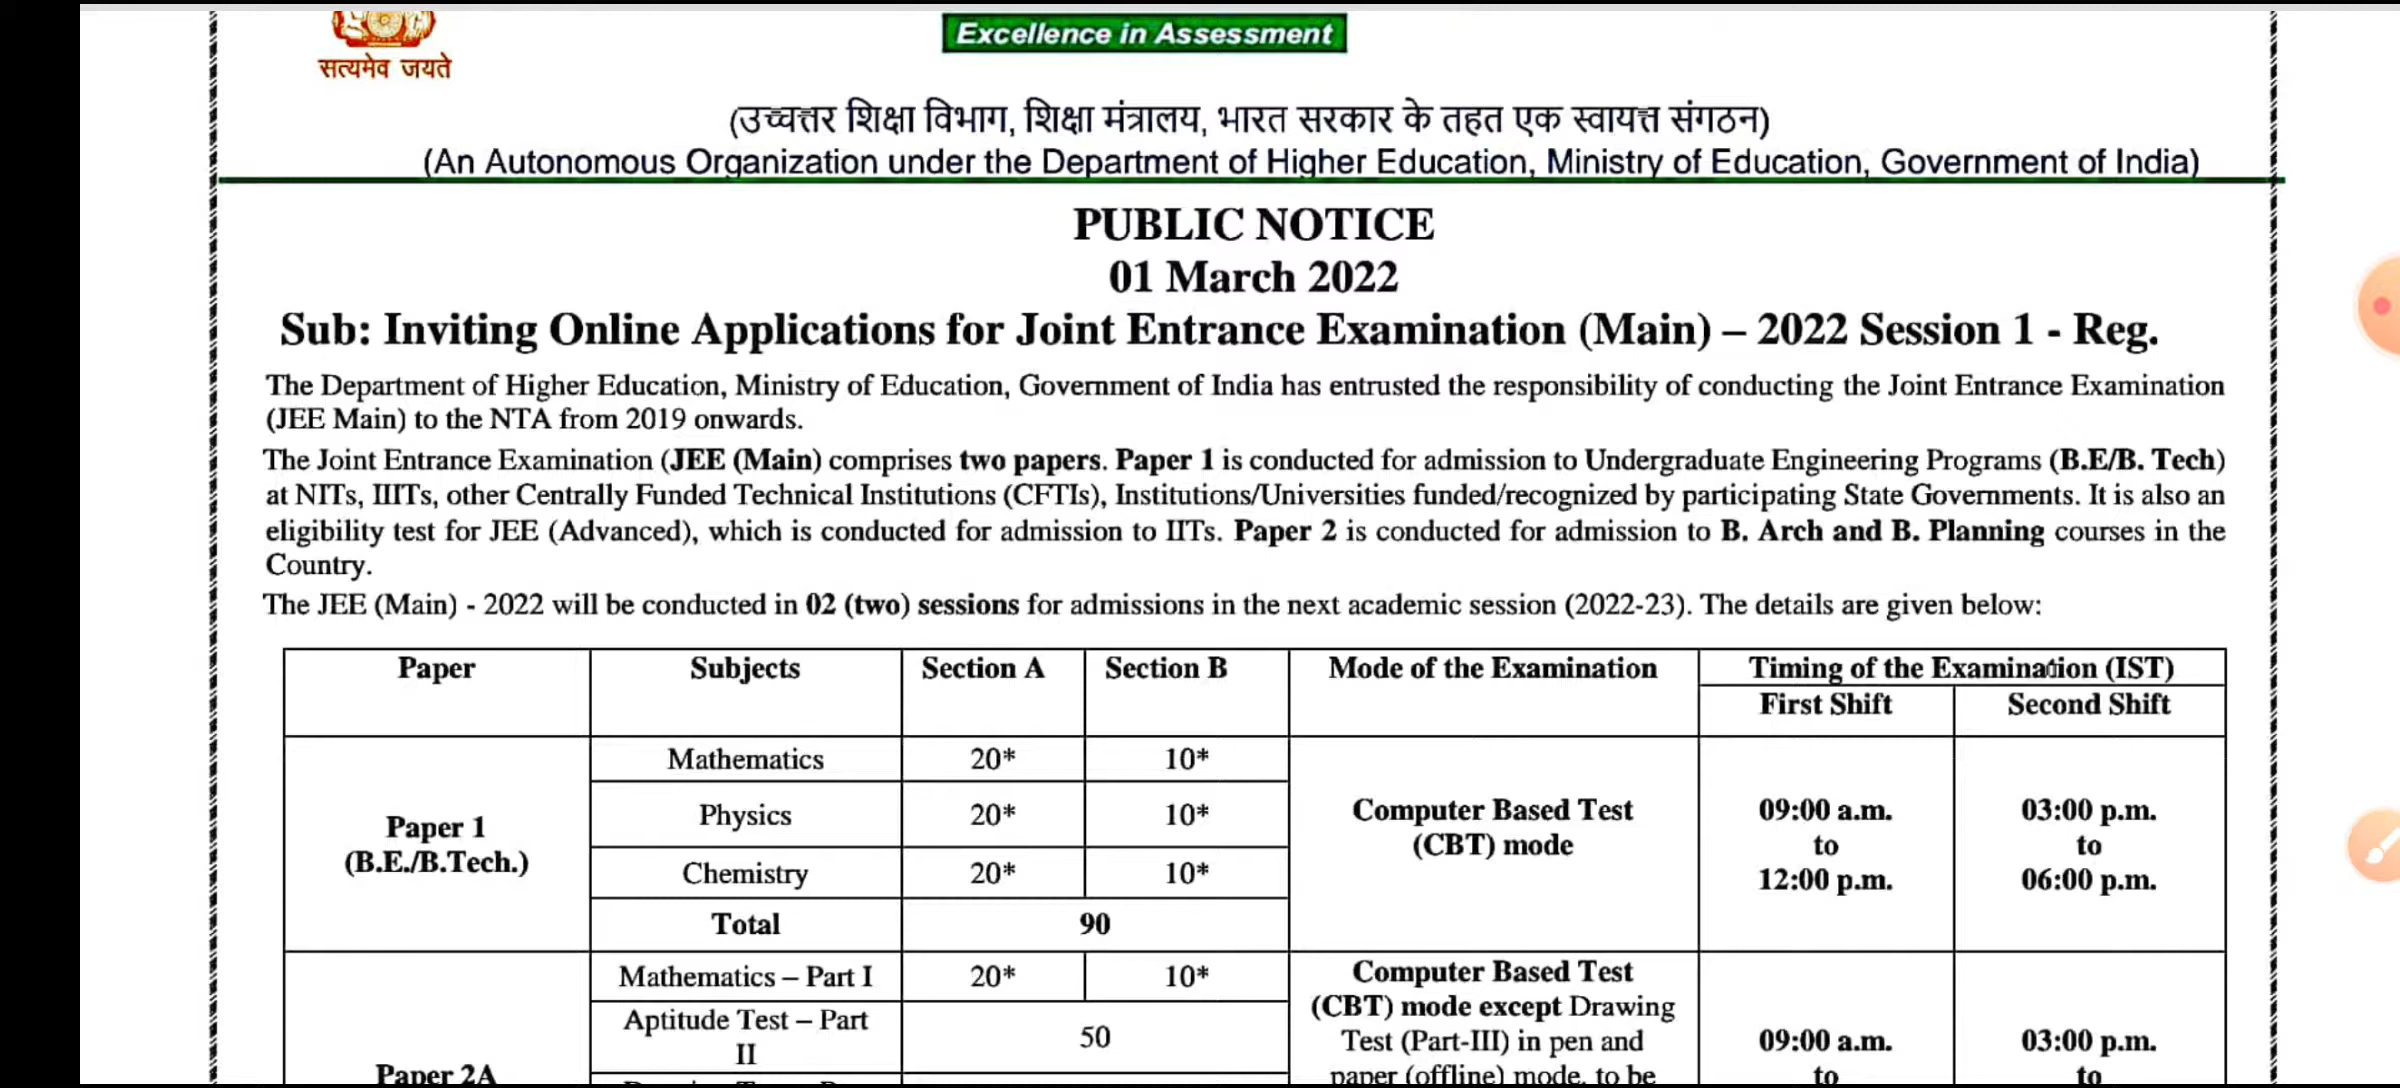 सत्यमेव जयते
Excellence in Assessment
(उच्चत्तर शिक्षा विभाग, शिक्षा मंत्रालय, भारत सरकार के तहत एक स्वायत्त संगठन)
(An Autonomous Organization under the Department of Higher Education, Ministry of Education, Government of India)
PUBLIC NOTICE
01 March 2022
Sub: Inviting Online Applications for Joint Entrance Examination (Main) – 2022 Session 1 - Reg.
The Department of Higher Education, Ministry of Education, Government of India has entrusted the responsibility of conducting the Joint Entrance Examination
(JEE Main) to the NTA from 2019 onwards.
The Joint Entrance Examination (JEE (Main) comprises two papers. Paper 1 is conducted for admission to Undergraduate Engineering Programs (B.E/B. Tech)
at NITs, IIITs, other Centrally Funded Technical Institutions (CFTIs), Institutions/Universities funded/recognized by participating State Governments. It is also an
eligibility test for JEE (Advanced), which is conducted for admission to IITs. Paper 2 is conducted for admission to B. Arch and B. Planning courses in the
Country.
The JEE (Main) - 2022 will be conducted in 02 (two) sessions for admissions in the next academic session (2022-23). The details are given below:
Paper Subjects Section A Section B Mode of the Examination Timing of the Examination (IST)
First Shift Second Shift
Paper 1
(B.E./B.Tech.)
Mathematics 20* 10*
Physics 20* 10*
Chemistry 20* 10*
Total 90
Computer Based Test
(CBT) mode
09:00 a.m.
to
12:00 p.m.
03:00 p.m.
to
06:00 p.m.
Paper 2A
Mathematics – Part I 20* 10*
Aptitude Test – Part
II
50
Computer Based Test
(CBT) mode except Drawing
Test (Part-III) in pen and
paper (offline) mode, to be
09:00 a.m.
to
03:00 p.m.
to